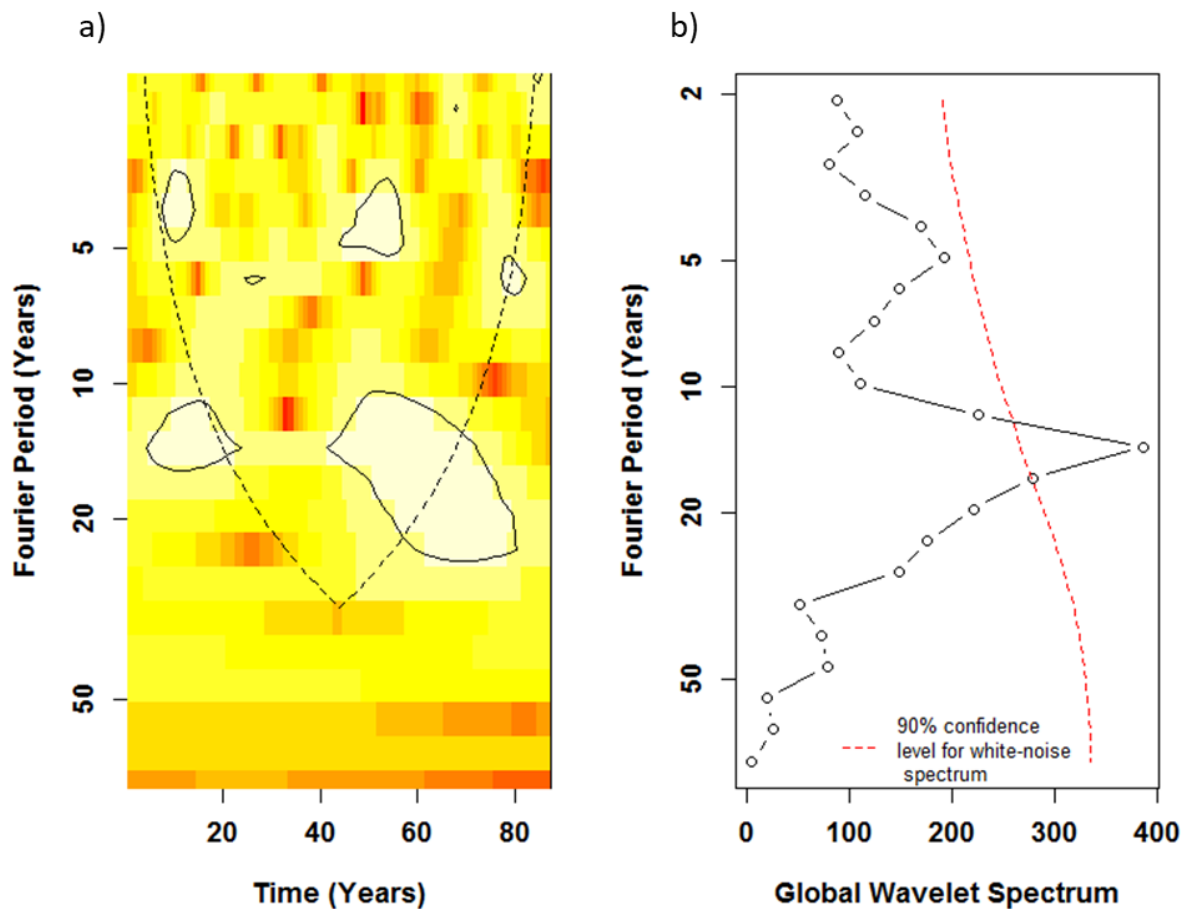 a)
Fourier Period (Years)
5
10
20
50
20 40 60 80
Time (Years)
b)
Fourier Period (Years)
2
5
10
20
50
90% confidence
level for white-noise
spectrum
0 100 200 300 400
Global Wavelet Spectrum